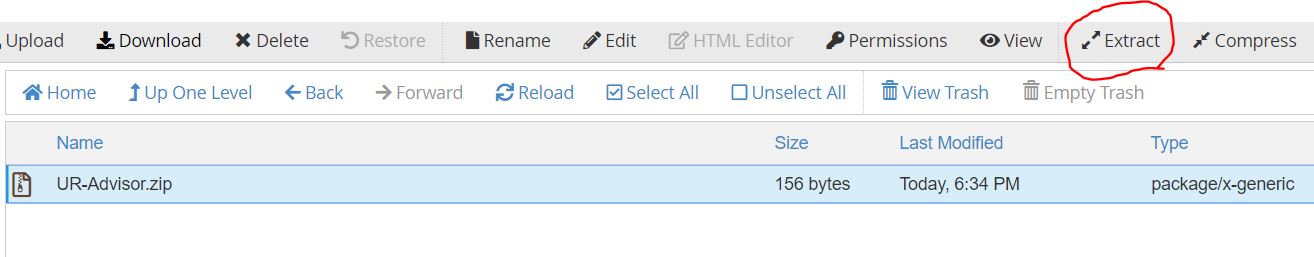 Upload Download Delete Restore Rename Edit HTML Editor Permissions View Extract Compress
Home Up One Level Back Forward Reload Select All Unselect All View Trash Empty Trash
Name Size Last Modified Type
UR-Advisor.zip 156 bytes Today, 6:34 PM package/x-generic